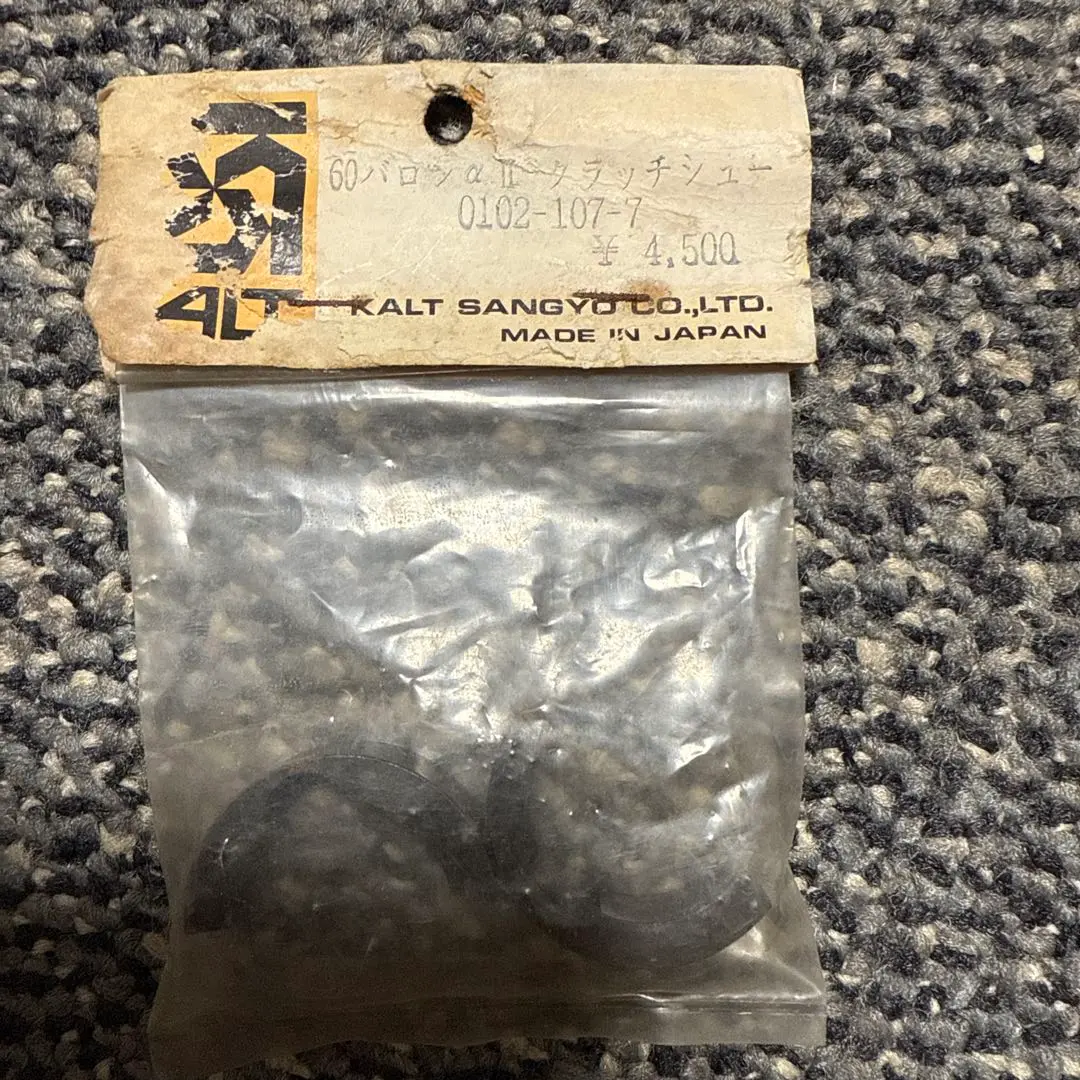 60バロンαⅡ クラッチシュー
0102-107-7
¥ 4,500
KALT
KALT SANGYO CO.,LTD.
MADE IN JAPAN